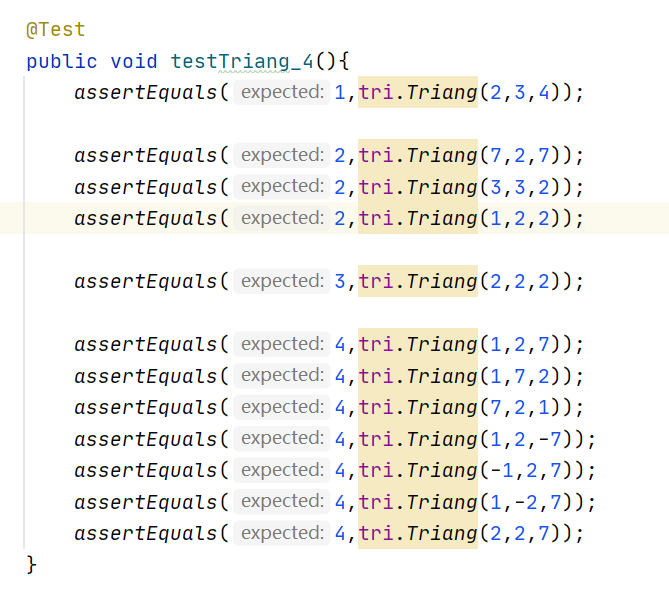 @Test
public void testTriang_4(){
assertEquals( expected: 1,tri.Triang(2,3,4));
assertEquals( expected: 2,tri.Triang(7,2,7));
assertEquals( expected: 2,tri.Triang(3,3,2));
assertEquals( expected: 2,tri.Triang(1,2,2));
assertEquals( expected: 3,tri.Triang(2,2,2));
assertEquals( expected: 4,tri.Triang(1,2,7));
assertEquals( expected: 4,tri.Triang(1,7,2));
assertEquals( expected: 4,tri.Triang(7,2,1));
assertEquals( expected: 4,tri.Triang(1,2,-7));
assertEquals( expected: 4,tri.Triang(-1,2,7));
assertEquals( expected: 4,tri.Triang(1,-2,7));
assertEquals( expected: 4,tri.Triang(2,2,7));
}